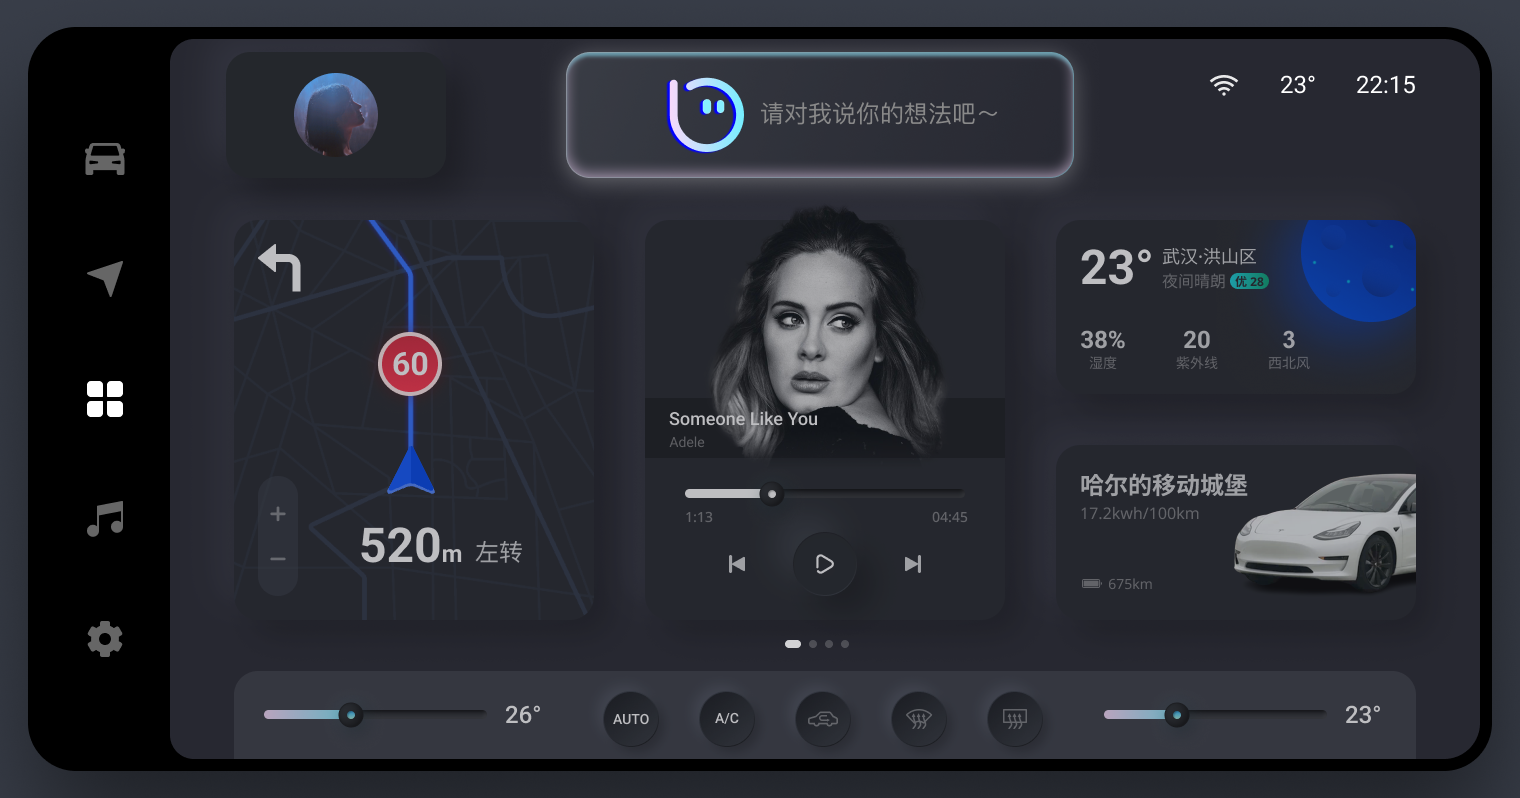 请对我说你的想法吧～
23°
22:15
60
520m 左转
Someone Like You
Adele
1:13
04:45
23°
武汉·洪山区
夜间晴朗 优 28
38%
湿度
20
紫外线
3
西北风
哈尔的移动城堡
17.2kwh/100km
675km
26°
AUTO
A/C
23°